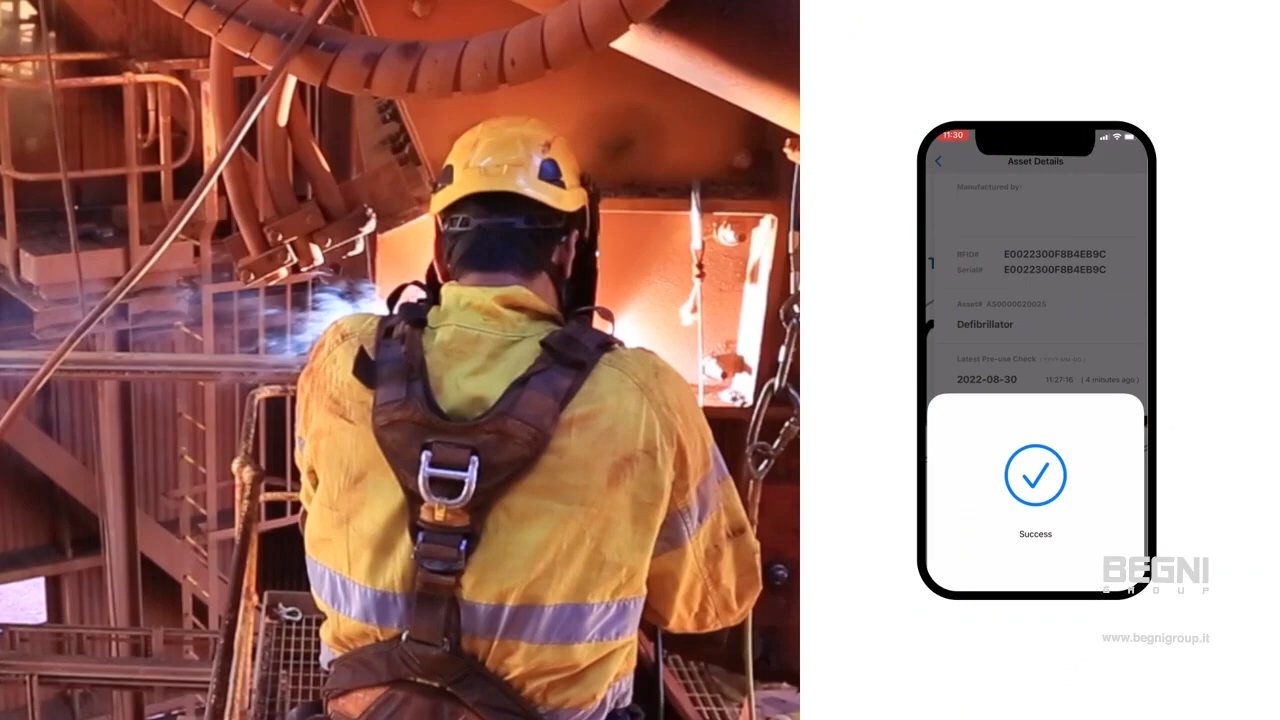 11:30
Asset Details
Manufactured by:
RFID# E0022300F8B4EB9C
Serial# E0022300F8B4EB9C
Asset# AS0000020025
Defibrillator
Latest Pre-use Check
2022-08-30 11:27:16 ( 4 minutes ago )
Success
BEGNI
GROUP
www.begnigroup.it